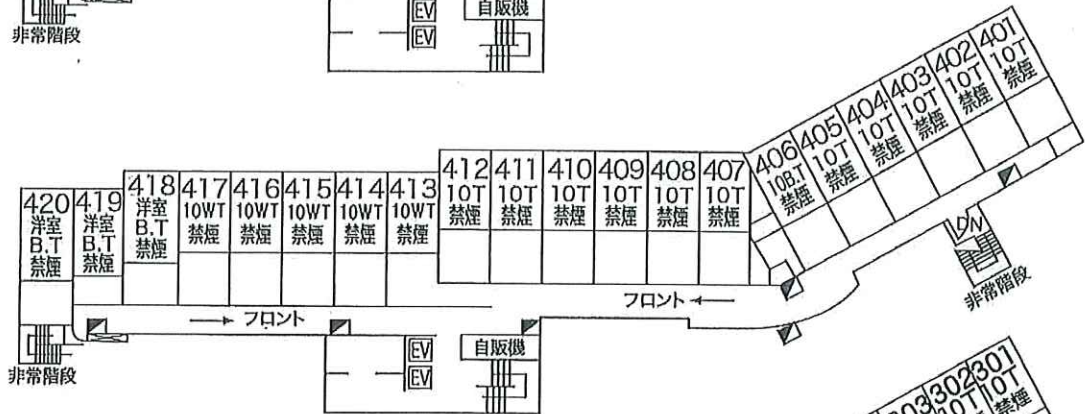 非常階段
EV
EV
自販機
420
洋室
B.T
禁煙
419
洋室
B.T
禁煙
418
洋室
B.T
禁煙
417
10WT
禁煙
416
10WT
禁煙
415
10WT
禁煙
414
10WT
禁煙
413
10WT
禁煙
412
10T
禁煙
411
10T
禁煙
410
10T
禁煙
409
10T
禁煙
408
10T
禁煙
407
10T
禁煙
406
10B.T
禁煙
405
10T
禁煙
404
10T
禁煙
403
10T
禁煙
402
10T
禁煙
401
10T
禁煙
DN
非常階段
フロント ←
→ フロント
非常階段
EV
EV
自販機
303
302
10T
301
10T
禁煙